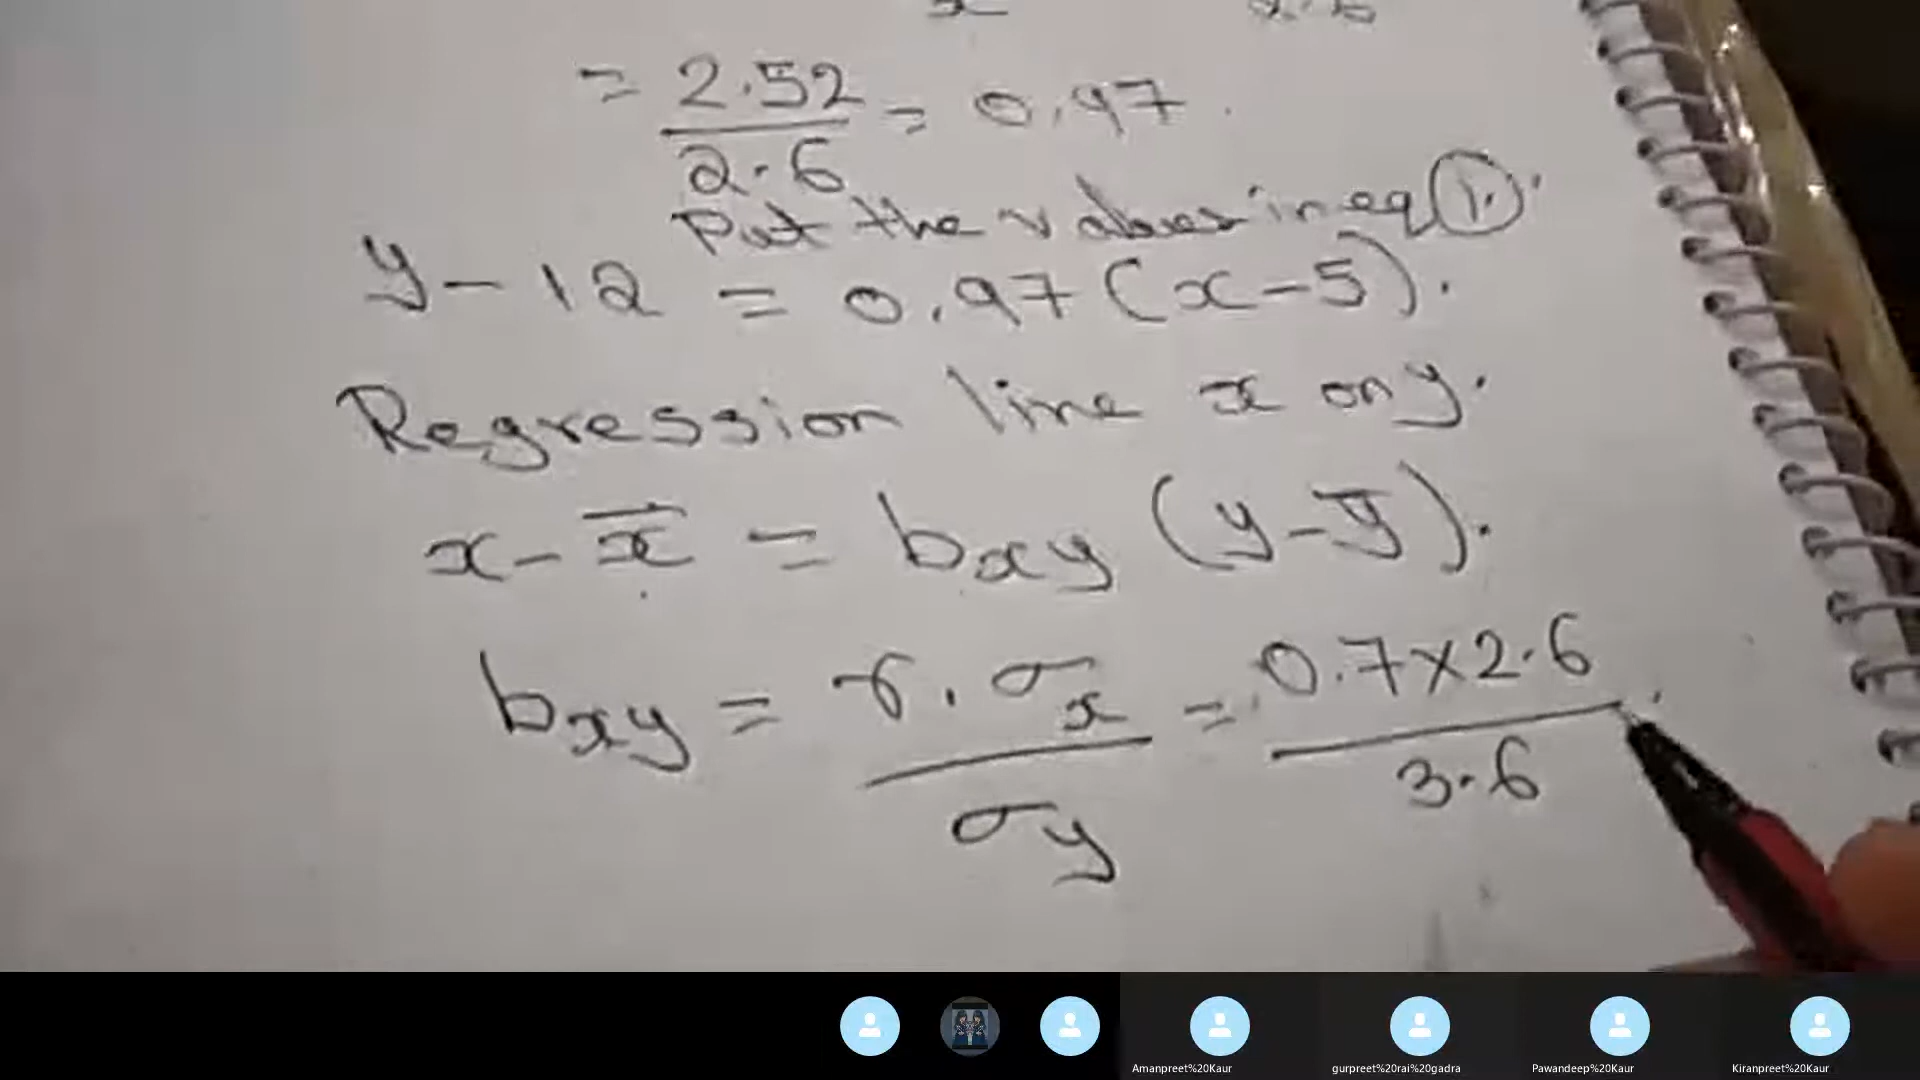 = 2.52 / 2.6 = 0.97.
Put the values in eq (1).
y - 12 = 0.97 (x - 5).
Regression line x on y.
x - x̄ = bxy (y - ȳ).
bxy = r . σx / σy = 0.7 x 2.6 / 3.6
Amanpreet%20Kaur
gurpreet%20rai%20gadra
Pawandeep%20Kaur
Kiranpreet%20Kaur